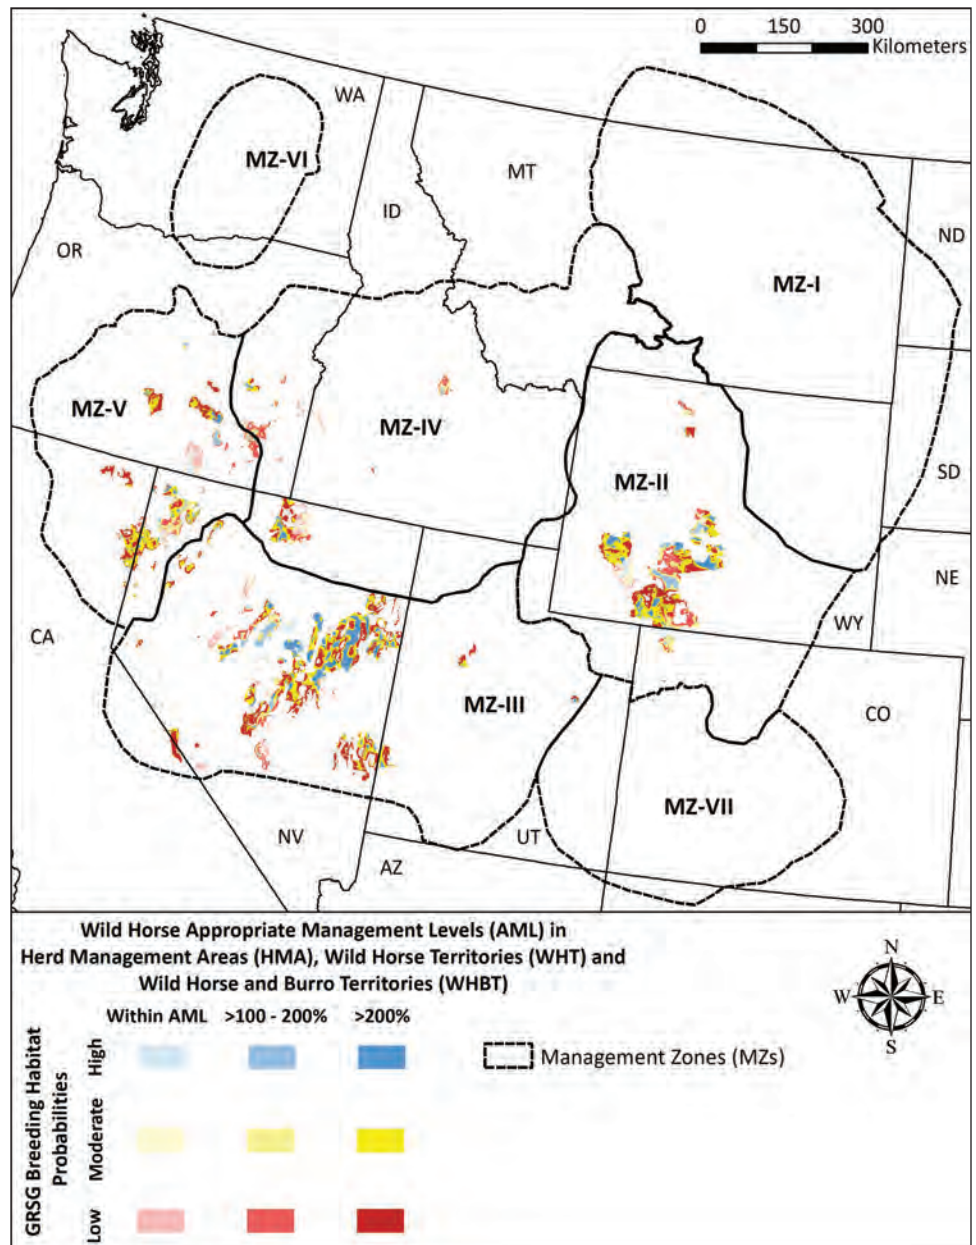 0 150 300
Kilometers
WA
MZ-VI
MT
ID
ND
OR
MZ-I
MZ-V
MZ-IV
SD
MZ-II
NE
CA
WY
MZ-III
CO
MZ-VII
NV
UT
AZ
Wild Horse Appropriate Management Levels (AML) in
Herd Management Areas (HMA), Wild Horse Territories (WHT) and
Wild Horse and Burro Territories (WHBT)
Within AML >100 - 200% >200%
GRSG Breeding Habitat
Probabilities
High
Moderate
Low
Management Zones (MZs)
N
W E
S